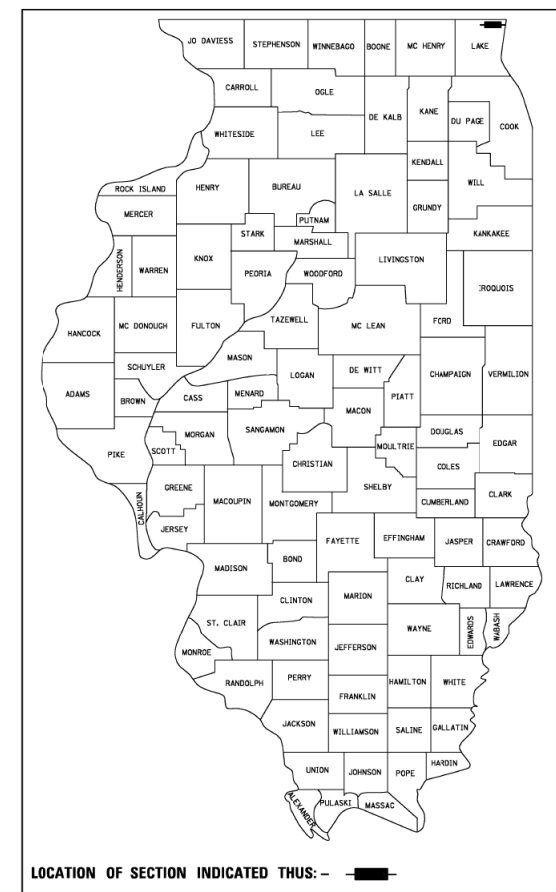 JO DAVIESS
STEPHENSON
WINNEBAGO
BOONE
MC HENRY
LAKE
CARROLL
OGLE
DE KALB
KANE
DU PAGE
COOK
WHITESIDE
LEE
KENDALL
WILL
ROCK ISLAND
HENRY
BUREAU
LA SALLE
GRUNDY
MERCER
PUTNAM
STARK
MARSHALL
KANKAKEE
HENDERSON
WARREN
KNOX
PEORIA
WOODFORD
LIVINGSTON
IROQUOIS
HANCOCK
MC DONOUGH
FULTON
TAZEWELL
MC LEAN
FORD
MASON
SCHUYLER
LOGAN
DE WITT
CHAMPAIGN
VERMILION
ADAMS
BROWN
CASS
MENARD
PIATT
MACON
PIKE
SCOTT
MORGAN
SANGAMON
MOULTRIE
DOUGLAS
EDGAR
CHRISTIAN
COLES
GREENE
MACOUPIN
SHELBY
CALHOUN
MONTGOMERY
CUMBERLAND
CLARK
JERSEY
FAYETTE
EFFINGHAM
JASPER
CRAWFORD
MADISON
BOND
CLAY
RICHLAND
LAWRENCE
CLINTON
MARION
ST. CLAIR
WAYNE
EDWARDS
WABASH
WASHINGTON
JEFFERSON
MONROE
RANDOLPH
PERRY
HAMILTON
WHITE
FRANKLIN
JACKSON
WILLIAMSON
SALINE
GALLATIN
UNION
JOHNSON
POPE
HARDIN
ALEXANDER
PULASKI
MASSAC
LOCATION OF SECTION INDICATED THUS: -